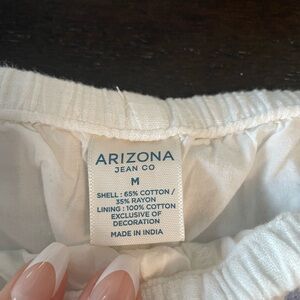 ARIZONA
JEAN CO
M
SHELL : 65% COTTON /
35% RAYON
LINING : 100% COTTON
EXCLUSIVE OF
DECORATION
MADE IN INDIA